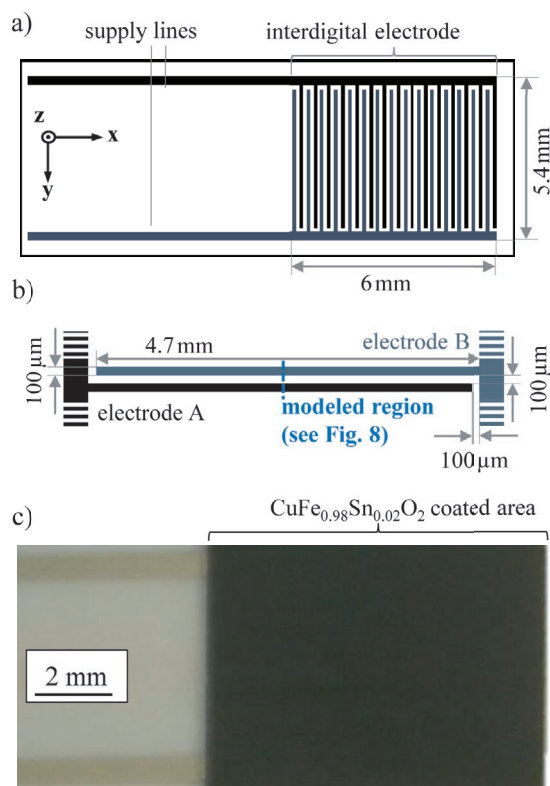 a)
supply lines
interdigital electrode
z
x
y
5.4 mm
6 mm
b)
4.7 mm
electrode B
100 µm
100 µm
electrode A
modeled region
(see Fig. 8)
100 µm
c)
CuFe0.98Sn0.02O2 coated area
2 mm